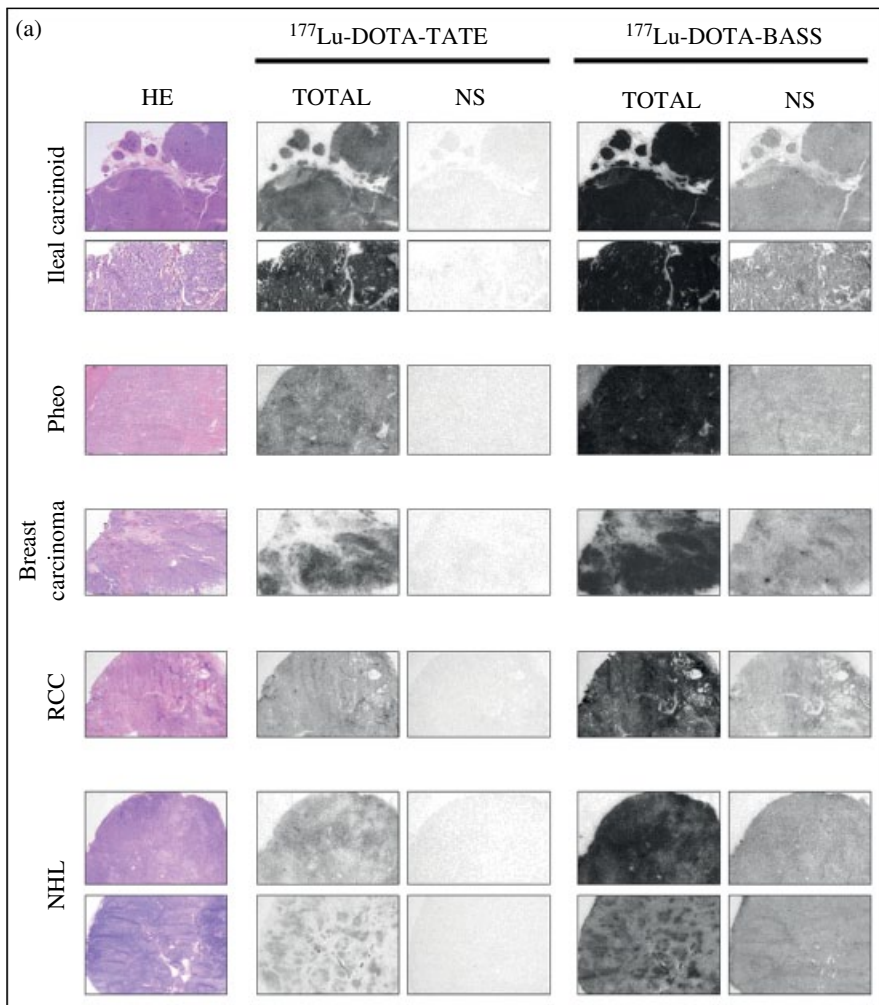 (a)
¹⁷⁷Lu-DOTA-TATE ¹⁷⁷Lu-DOTA-BASS
HE TOTAL NS TOTAL NS
Ileal carcinoid
Pheo
Breast
carcinoma
RCC
NHL